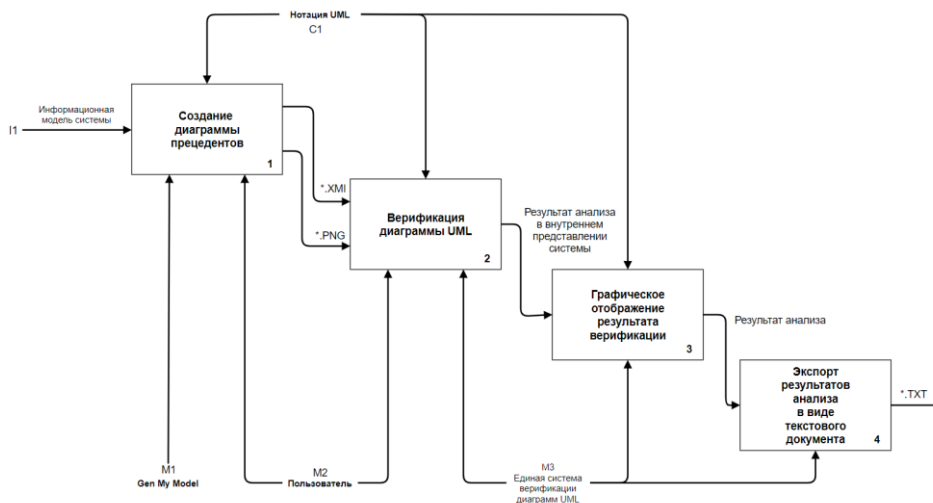 Нотация UML
C1
Информационная
модель системы
I1
Создание
диаграммы
прецедентов
1
*.XMI
*.PNG
Верификация
диаграммы UML
2
Результат анализа
в внутреннем
представлении
системы
Графическое
отображение
результата
верификации
3
Результат анализа
Экспорт
результатов
анализа
в виде
текстового
документа
4
*.TXT
M1
Gen My Model
M2
Пользователь
M3
Единая система
верификации
диаграмм UML